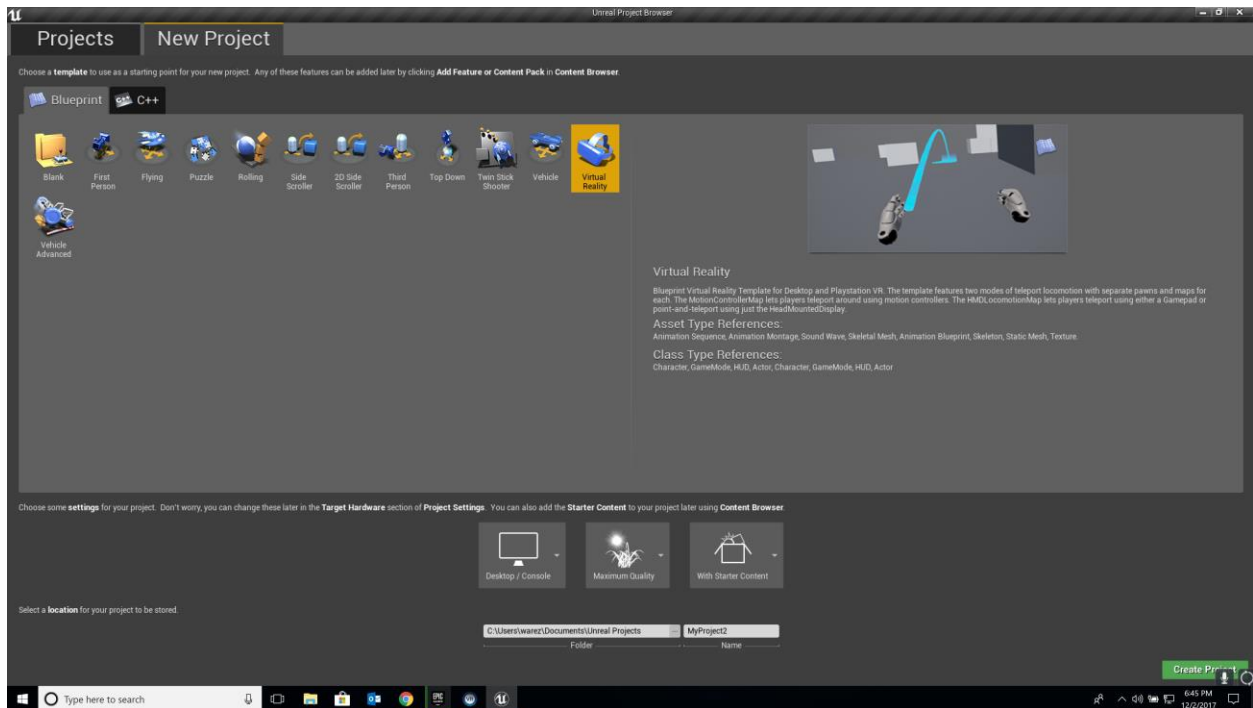 Unreal Project Browser
Projects
New Project
Choose a template to use as a starting point for your new project. Any of these features can be added later by clicking Add Feature or Content Pack in Content Browser.
Blueprint
C++
Blank
First
Person
Flying
Puzzle
Rolling
Side
Scroller
2D Side
Scroller
Third
Person
Top Down
Twin Stick
Shooter
Vehicle
Virtual
Reality
Vehicle
Advanced
Virtual Reality
Blueprint Virtual Reality Template for Desktop and Playstation VR. The template features two modes of teleport locomotion with separate pawns and maps for
each. The MotionControllerMap lets players teleport around using motion controllers. The HMDLocomotionMap lets players teleport using either a Gamepad or
point-and-teleport using just the HeadMountedDisplay.
Asset Type References:
Animation Sequence, Animation Montage, Sound Wave, Skeletal Mesh, Animation Blueprint, Skeleton, Static Mesh, Texture.
Class Type References:
Character, GameMode, HUD, Actor, Character, GameMode, HUD, Actor
Choose some settings for your project. Don't worry, you can change these later in the Target Hardware section of Project Settings. You can also add the Starter Content to your project later using Content Browser.
Desktop / Console
Maximum Quality
With Starter Content
Select a location for your project to be stored.
C:\Users\warez\Documents\Unreal Projects
MyProject2
Folder
Name
Create
Type here to search
EPIC
6:45 PM
12/2/2017